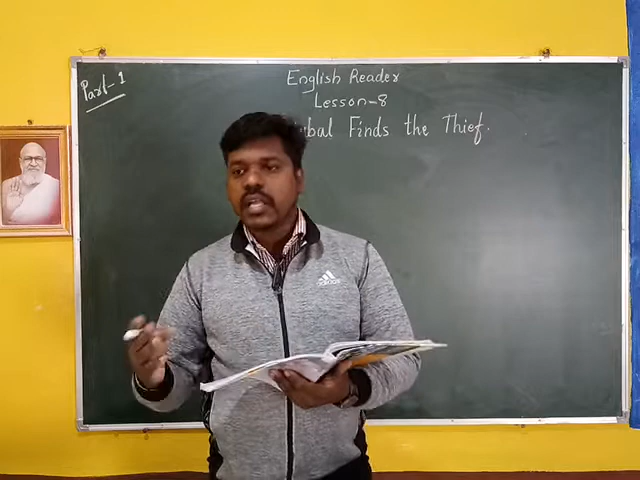 Part-1
English Reader
Lesson-8
Finds the Thief.
adidas